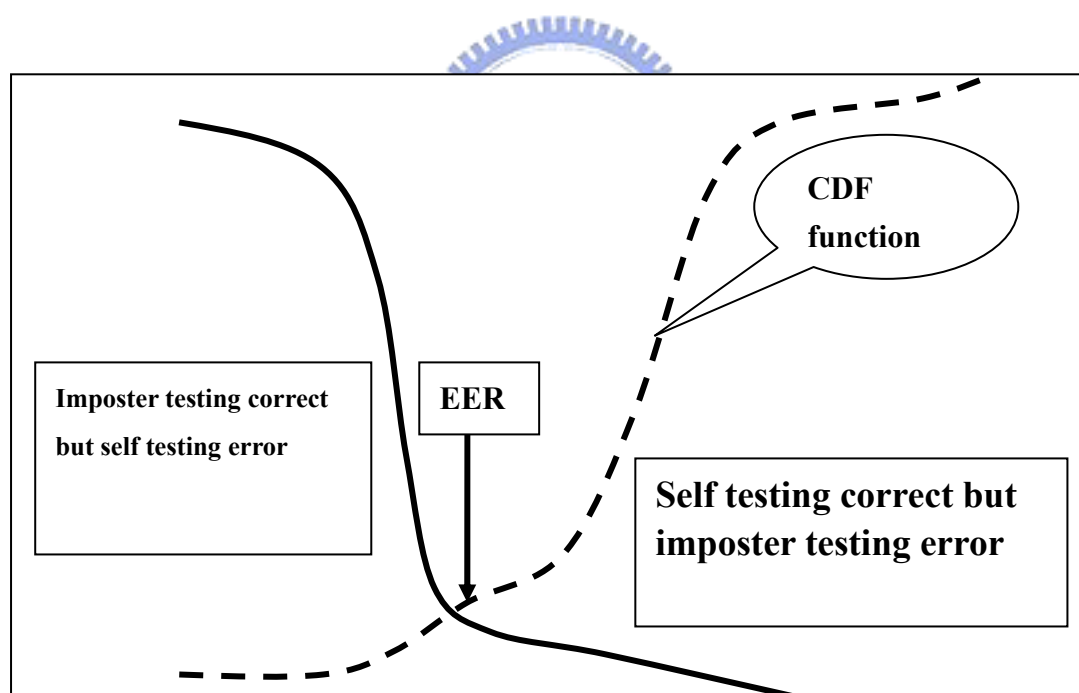 CDF
function
Imposter testing correct
but self testing error
EER
Self testing correct but
imposter testing error